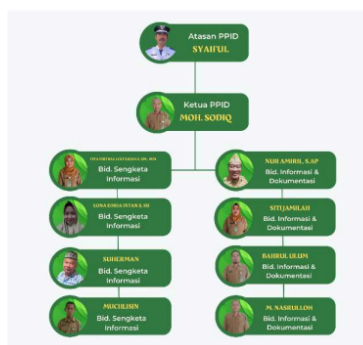 Atasan PPID
SYAIFUL
Ketua PPID
MOH. SODIQ
Bid. Sengketa
Informasi
NUR AMIRIL, S.AP
Bid. Informasi &
Dokumentasi
Bid. Sengketa
Informasi
SITI JAMILAH
Bid. Informasi &
Dokumentasi
SUHERMAN
Bid. Sengketa
Informasi
BAHRUL ULUM
Bid. Informasi &
Dokumentasi
MUCHLISIN
Bid. Sengketa
Informasi
M. NASRULLOH
Bid. Informasi &
Dokumentasi